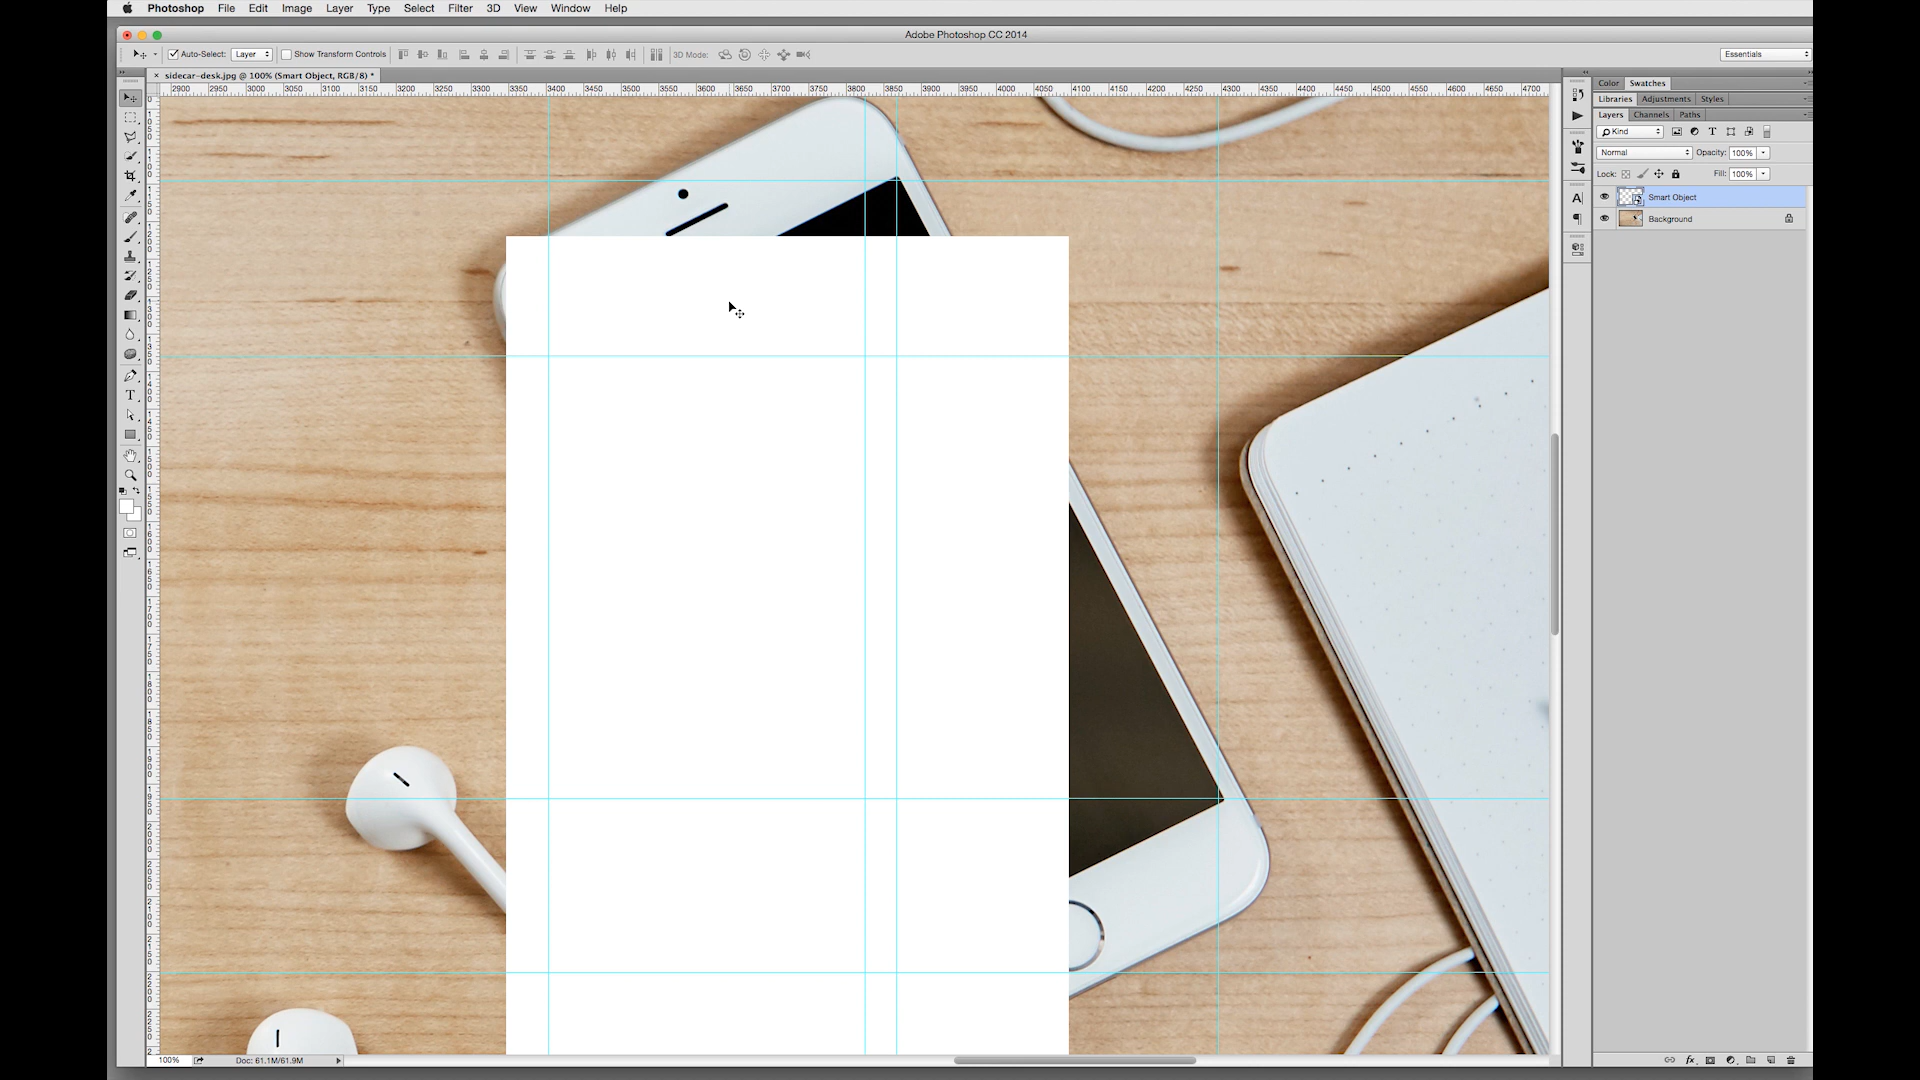 Photoshop File Edit Image Layer Type Select Filter 3D View Window Help
Adobe Photoshop CC 2014
Auto-Select: Layer Show Transform Controls 3D Mode: Essentials
× sidecar-desk.jpg @ 100% (Smart Object, RGB/8) *
2900 2950 3000 3050 3100 3150 3200 3250 3300 3350 3400 3450 3500 3550 3600 3650 3700 3750 3800 3850 3900 3950 4000 4050 4100 4150 4200 4250 4300 4350 4400 4450 4500 4550 4600 4650 4700
Color Swatches
Libraries Adjustments Styles
Layers Channels Paths
Kind
Normal Opacity: 100%
Lock: Fill: 100%
Smart Object
Background
100% Doc: 61.1M/61.9M